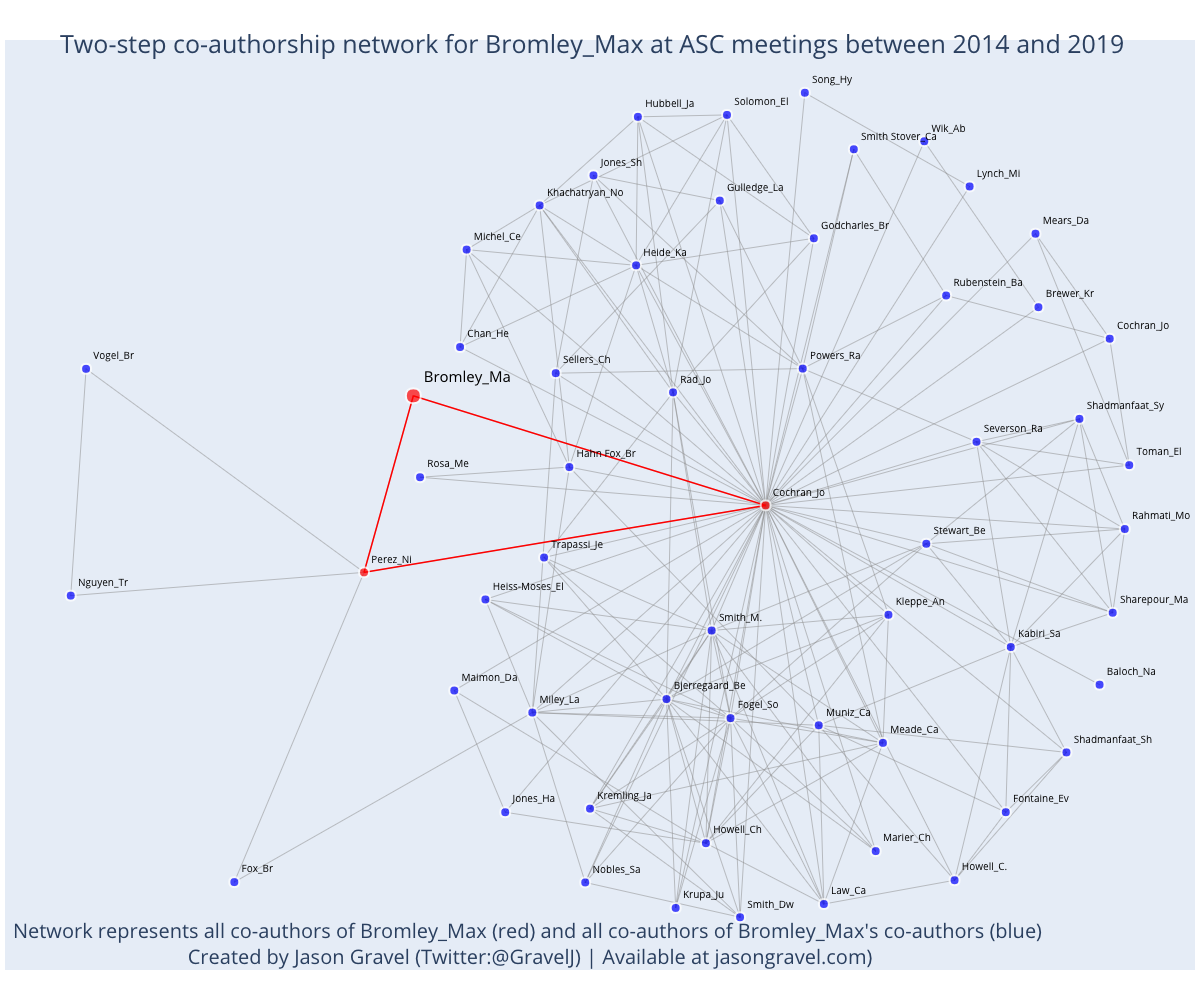 Two-step co-authorship network for Bromley_Max at ASC meetings between 2014 and 2019
Song_Hy
Hubbell_Ja
Solomon_El
Wik_Ab
Smith Stover_Ca
Jones_Sh
Lynch_Mi
Khachatryan_No
Gulledge_La
Mears_Da
Godcharles_Br
Michel_Ce
Heide_Ka
Rubenstein_Ba
Brewer_Kr
Cochran_Jo
Chan_He
Vogel_Br
Sellers_Ch
Powers_Ra
Bromley_Ma
Rad_Jo
Shadmanfaat_Sy
Severson_Ra
Toman_El
Hahn Fox_Br
Rosa_Me
Cochran_Jo
Rahmati_Mo
Stewart_Be
Trapassi_Je
Perez_Ni
Nguyen_Tr
Heiss-Moses_El
Kleppe_An
Sharepour_Ma
Smith_M.
Kabiri_Sa
Baloch_Na
Maimon_Da
Bjerregaard_Be
Miley_La
Fogel_So
Muniz_Ca
Meade_Ca
Shadmanfaat_Sh
Kremling_Ja
Jones_Ha
Fontaine_Ev
Howell_Ch
Marier_Ch
Fox_Br
Nobles_Sa
Howell_C.
Krupa_Ju
Law_Ca
Smith_Dw
Network represents all co-authors of Bromley_Max (red) and all co-authors of Bromley_Max's co-authors (blue)
Created by Jason Gravel (Twitter:@GravelJ) | Available at jasongravel.com)